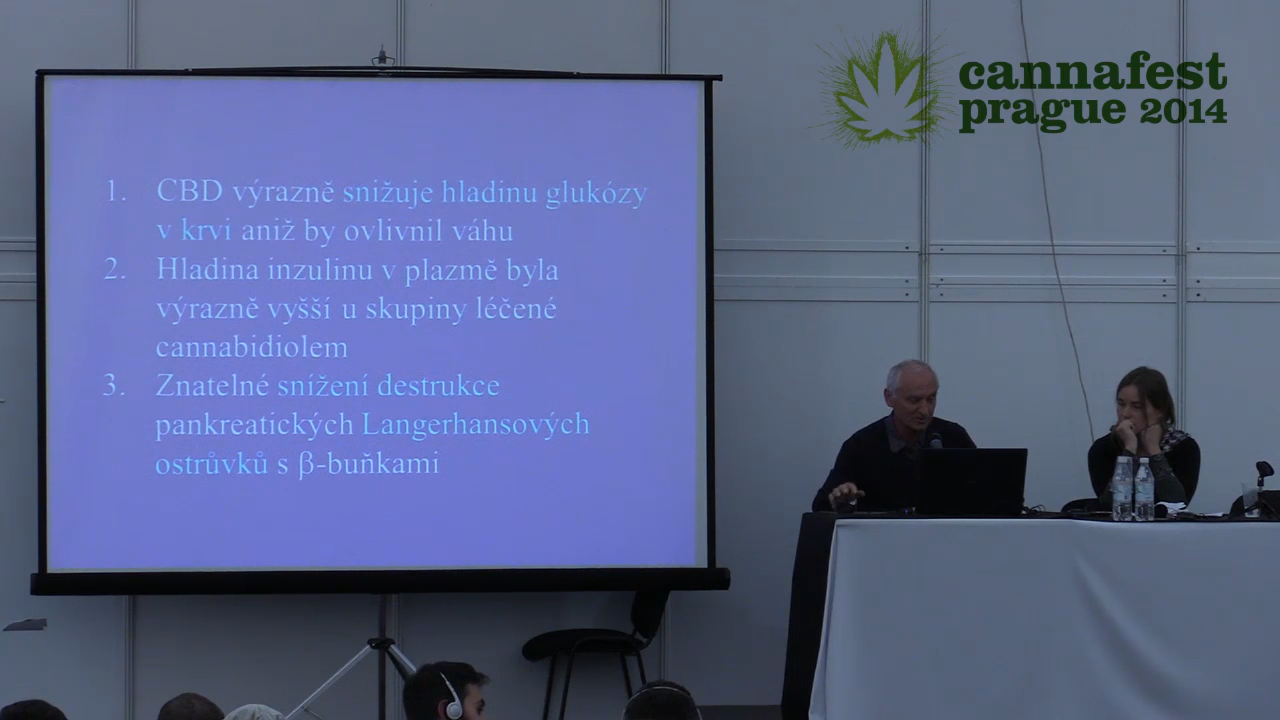 cannafest
prague 2014
1. CBD výrazně snižuje hladinu glukózy
v krvi aniž by ovlivnil váhu
2. Hladina inzulinu v plazmě byla
výrazně vyšší u skupiny léčené
cannabidiolem
3. Znatelné snížení destrukce
pankreatických Langerhansových
ostrůvků s β-buňkami